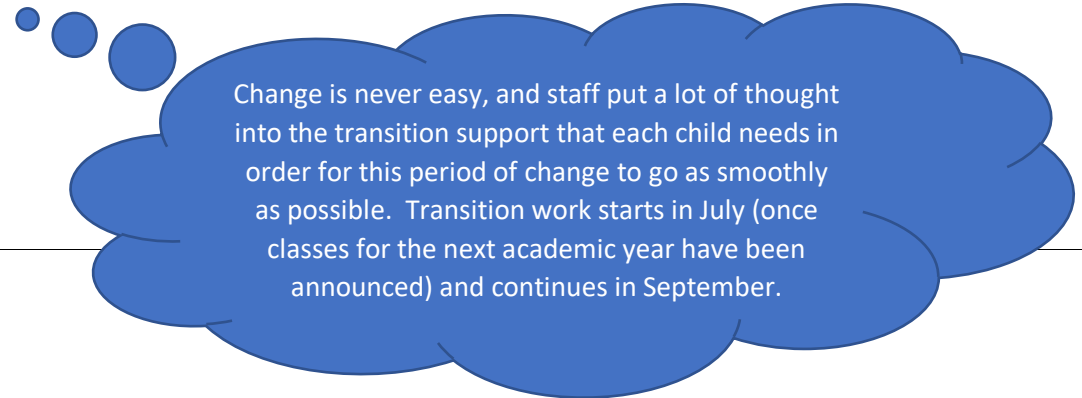 Change is never easy, and staff put a lot of thought
into the transition support that each child needs in
order for this period of change to go as smoothly
as possible.  Transition work starts in July (once
classes for the next academic year have been
announced) and continues in September.